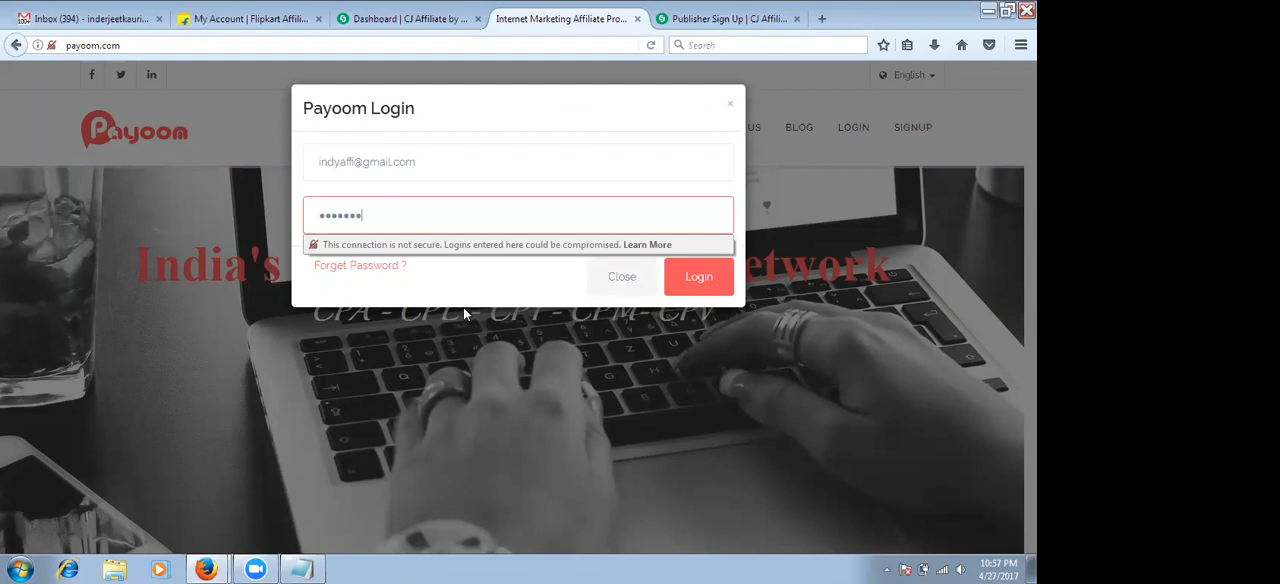 Inbox (394) - inderjeetkauri...
My Account | Flipkart Affili...
Dashboard | CJ Affiliate by ...
Internet Marketing Affiliate Pro...
Publisher Sign Up | CJ Affili...
payoom.com
Search
English
Payoom
US
BLOG
LOGIN
SIGNUP
Payoom Login
indyaffi@gmail.com
This connection is not secure. Logins entered here could be compromised. Learn More
Forget Password ?
Close
Login
India's
etwork
CPA - CPL - CPI - CPM - CPV
10:57 PM
4/27/2017